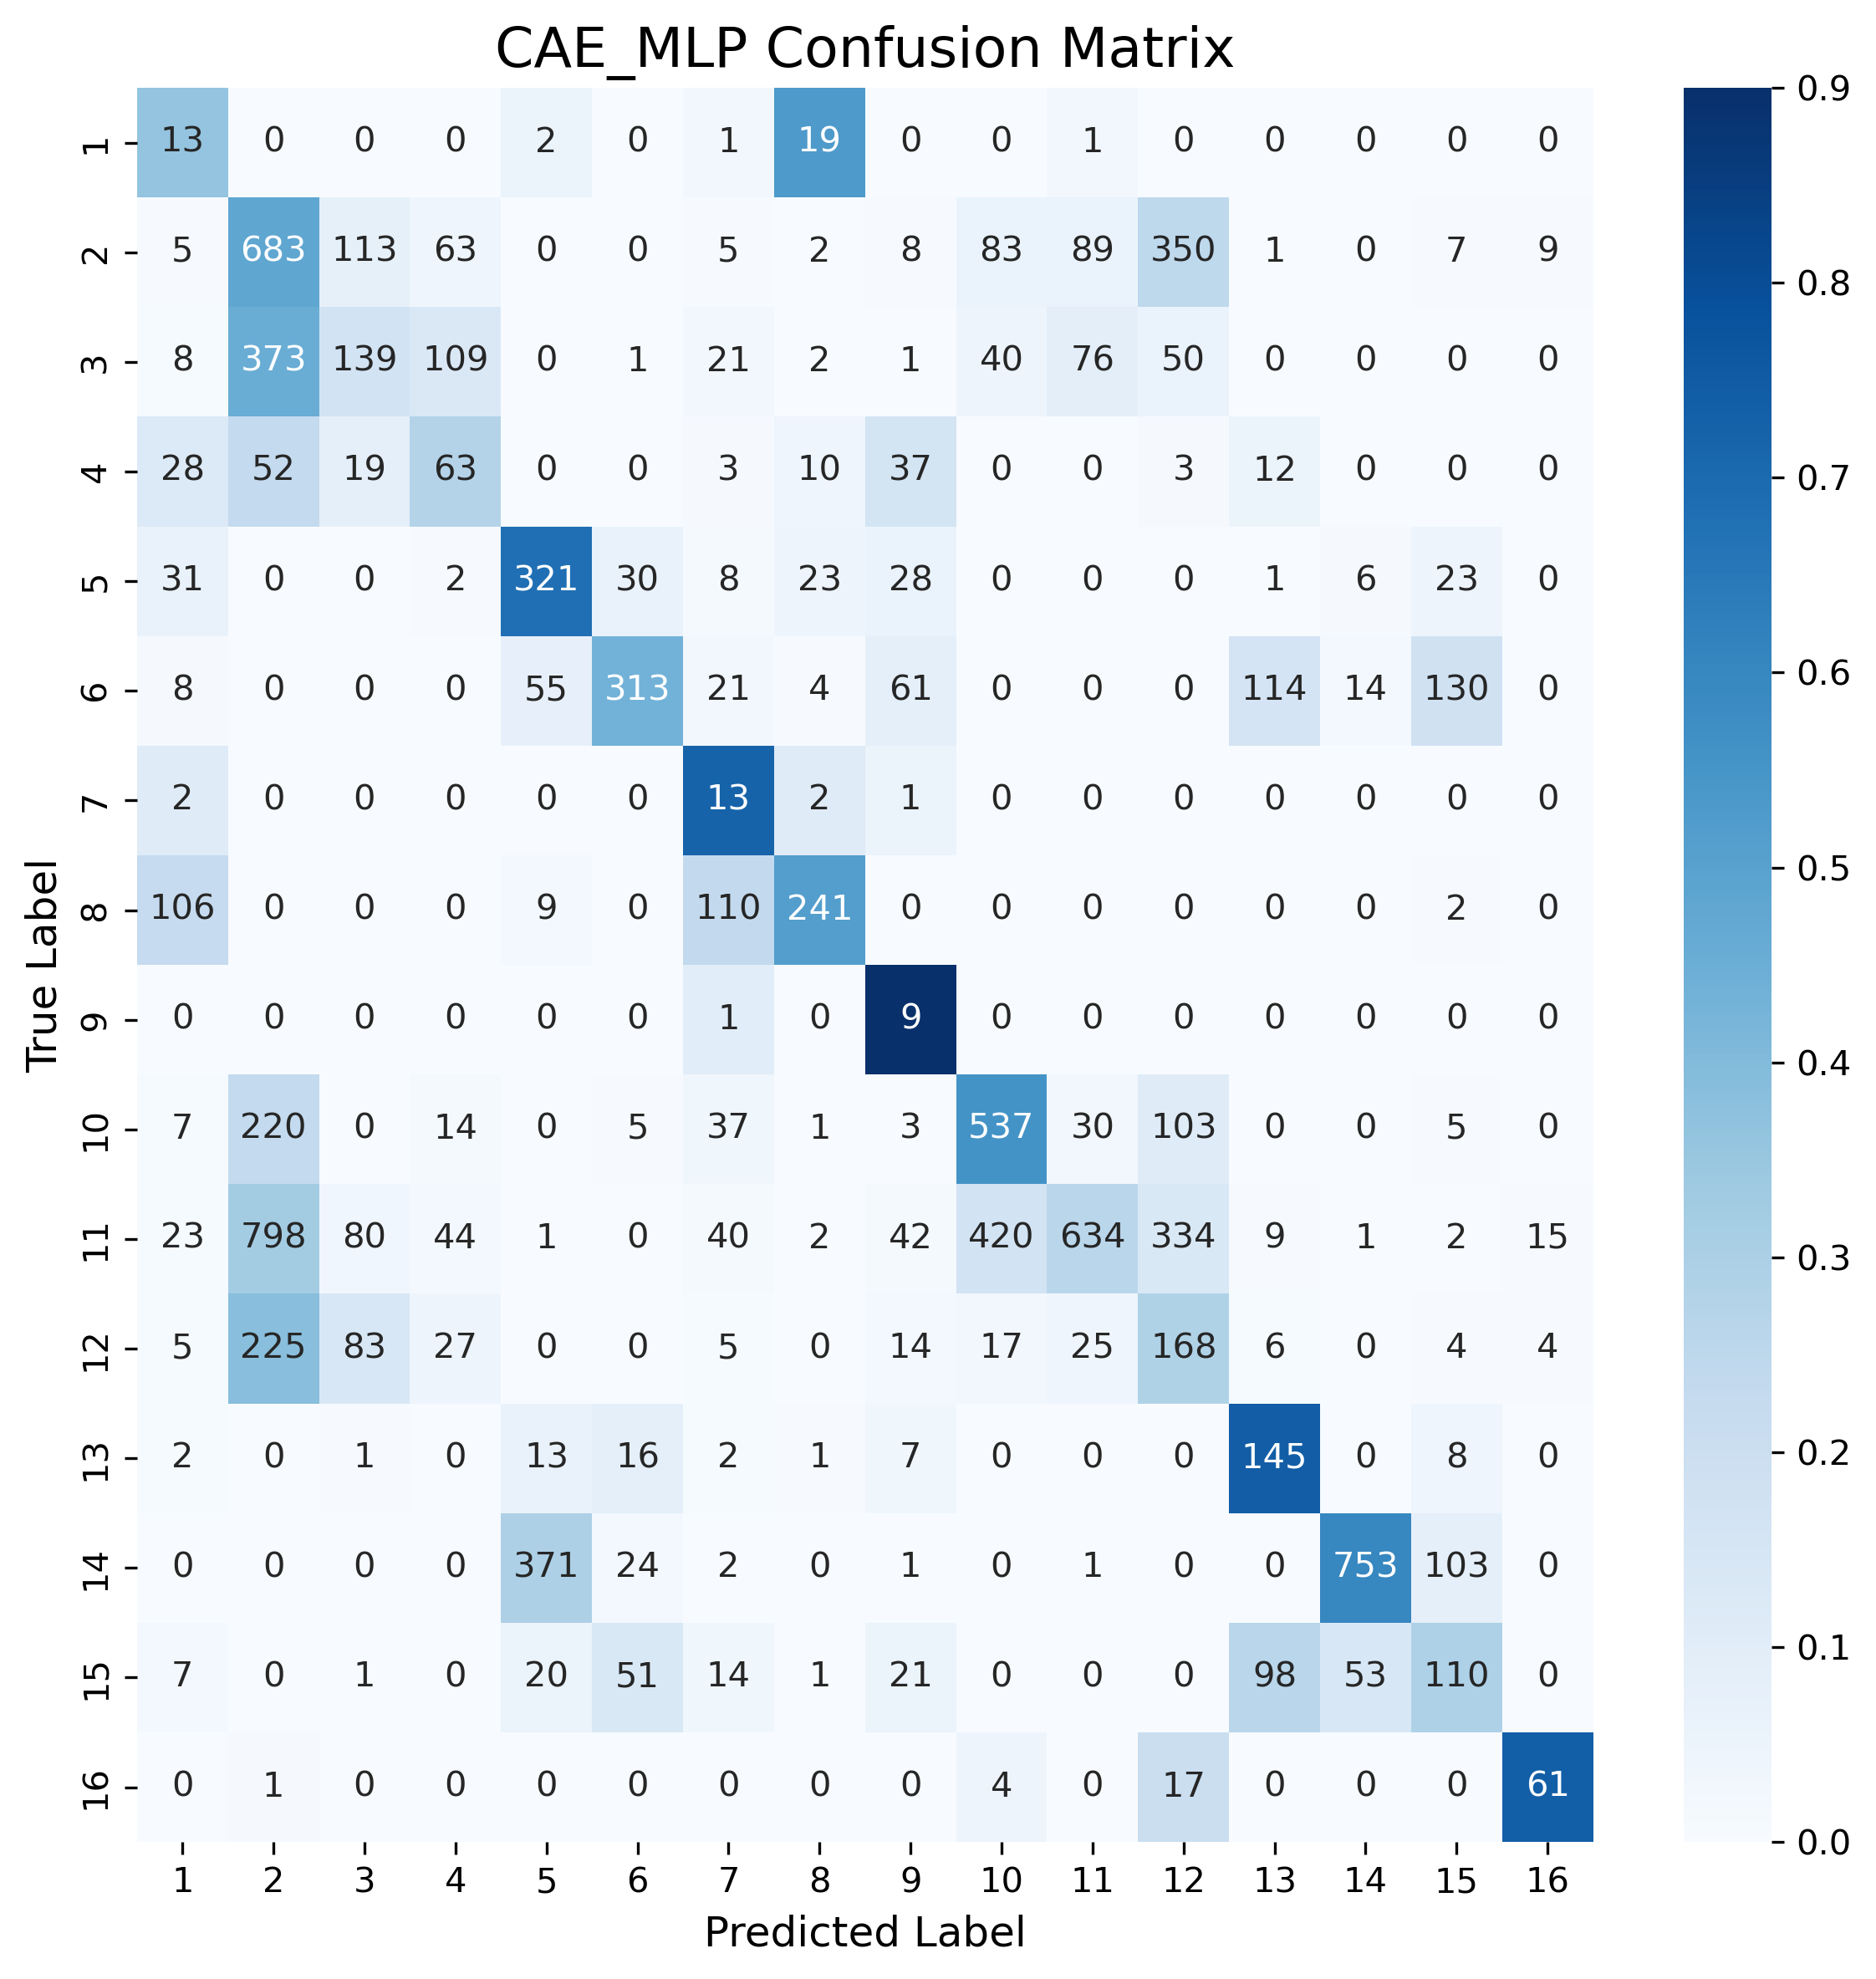 CAE_MLP Confusion Matrix
1 13 0 0 0 2 0 1 19 0 0 1 0 0 0 0 0
2 5 683 113 63 0 0 5 2 8 83 89 350 1 0 7 9
3 8 373 139 109 0 1 21 2 1 40 76 50 0 0 0 0
4 28 52 19 63 0 0 3 10 37 0 0 3 12 0 0 0
5 31 0 0 2 321 30 8 23 28 0 0 0 1 6 23 0
6 8 0 0 0 55 313 21 4 61 0 0 0 114 14 130 0
7 2 0 0 0 0 0 13 2 1 0 0 0 0 0 0 0
8 106 0 0 0 9 0 110 241 0 0 0 0 0 0 2 0
9 0 0 0 0 0 0 1 0 9 0 0 0 0 0 0 0
10 7 220 0 14 0 5 37 1 3 537 30 103 0 0 5 0
11 23 798 80 44 1 0 40 2 42 420 634 334 9 1 2 15
12 5 225 83 27 0 0 5 0 14 17 25 168 6 0 4 4
13 2 0 1 0 13 16 2 1 7 0 0 0 145 0 8 0
14 0 0 0 0 371 24 2 0 1 0 1 0 0 753 103 0
15 7 0 1 0 20 51 14 1 21 0 0 0 98 53 110 0
16 0 1 0 0 0 0 0 0 0 4 0 17 0 0 0 61
1 2 3 4 5 6 7 8 9 10 11 12 13 14 15 16
Predicted Label
True Label
0.9
0.8
0.7
0.6
0.5
0.4
0.3
0.2
0.1
0.0